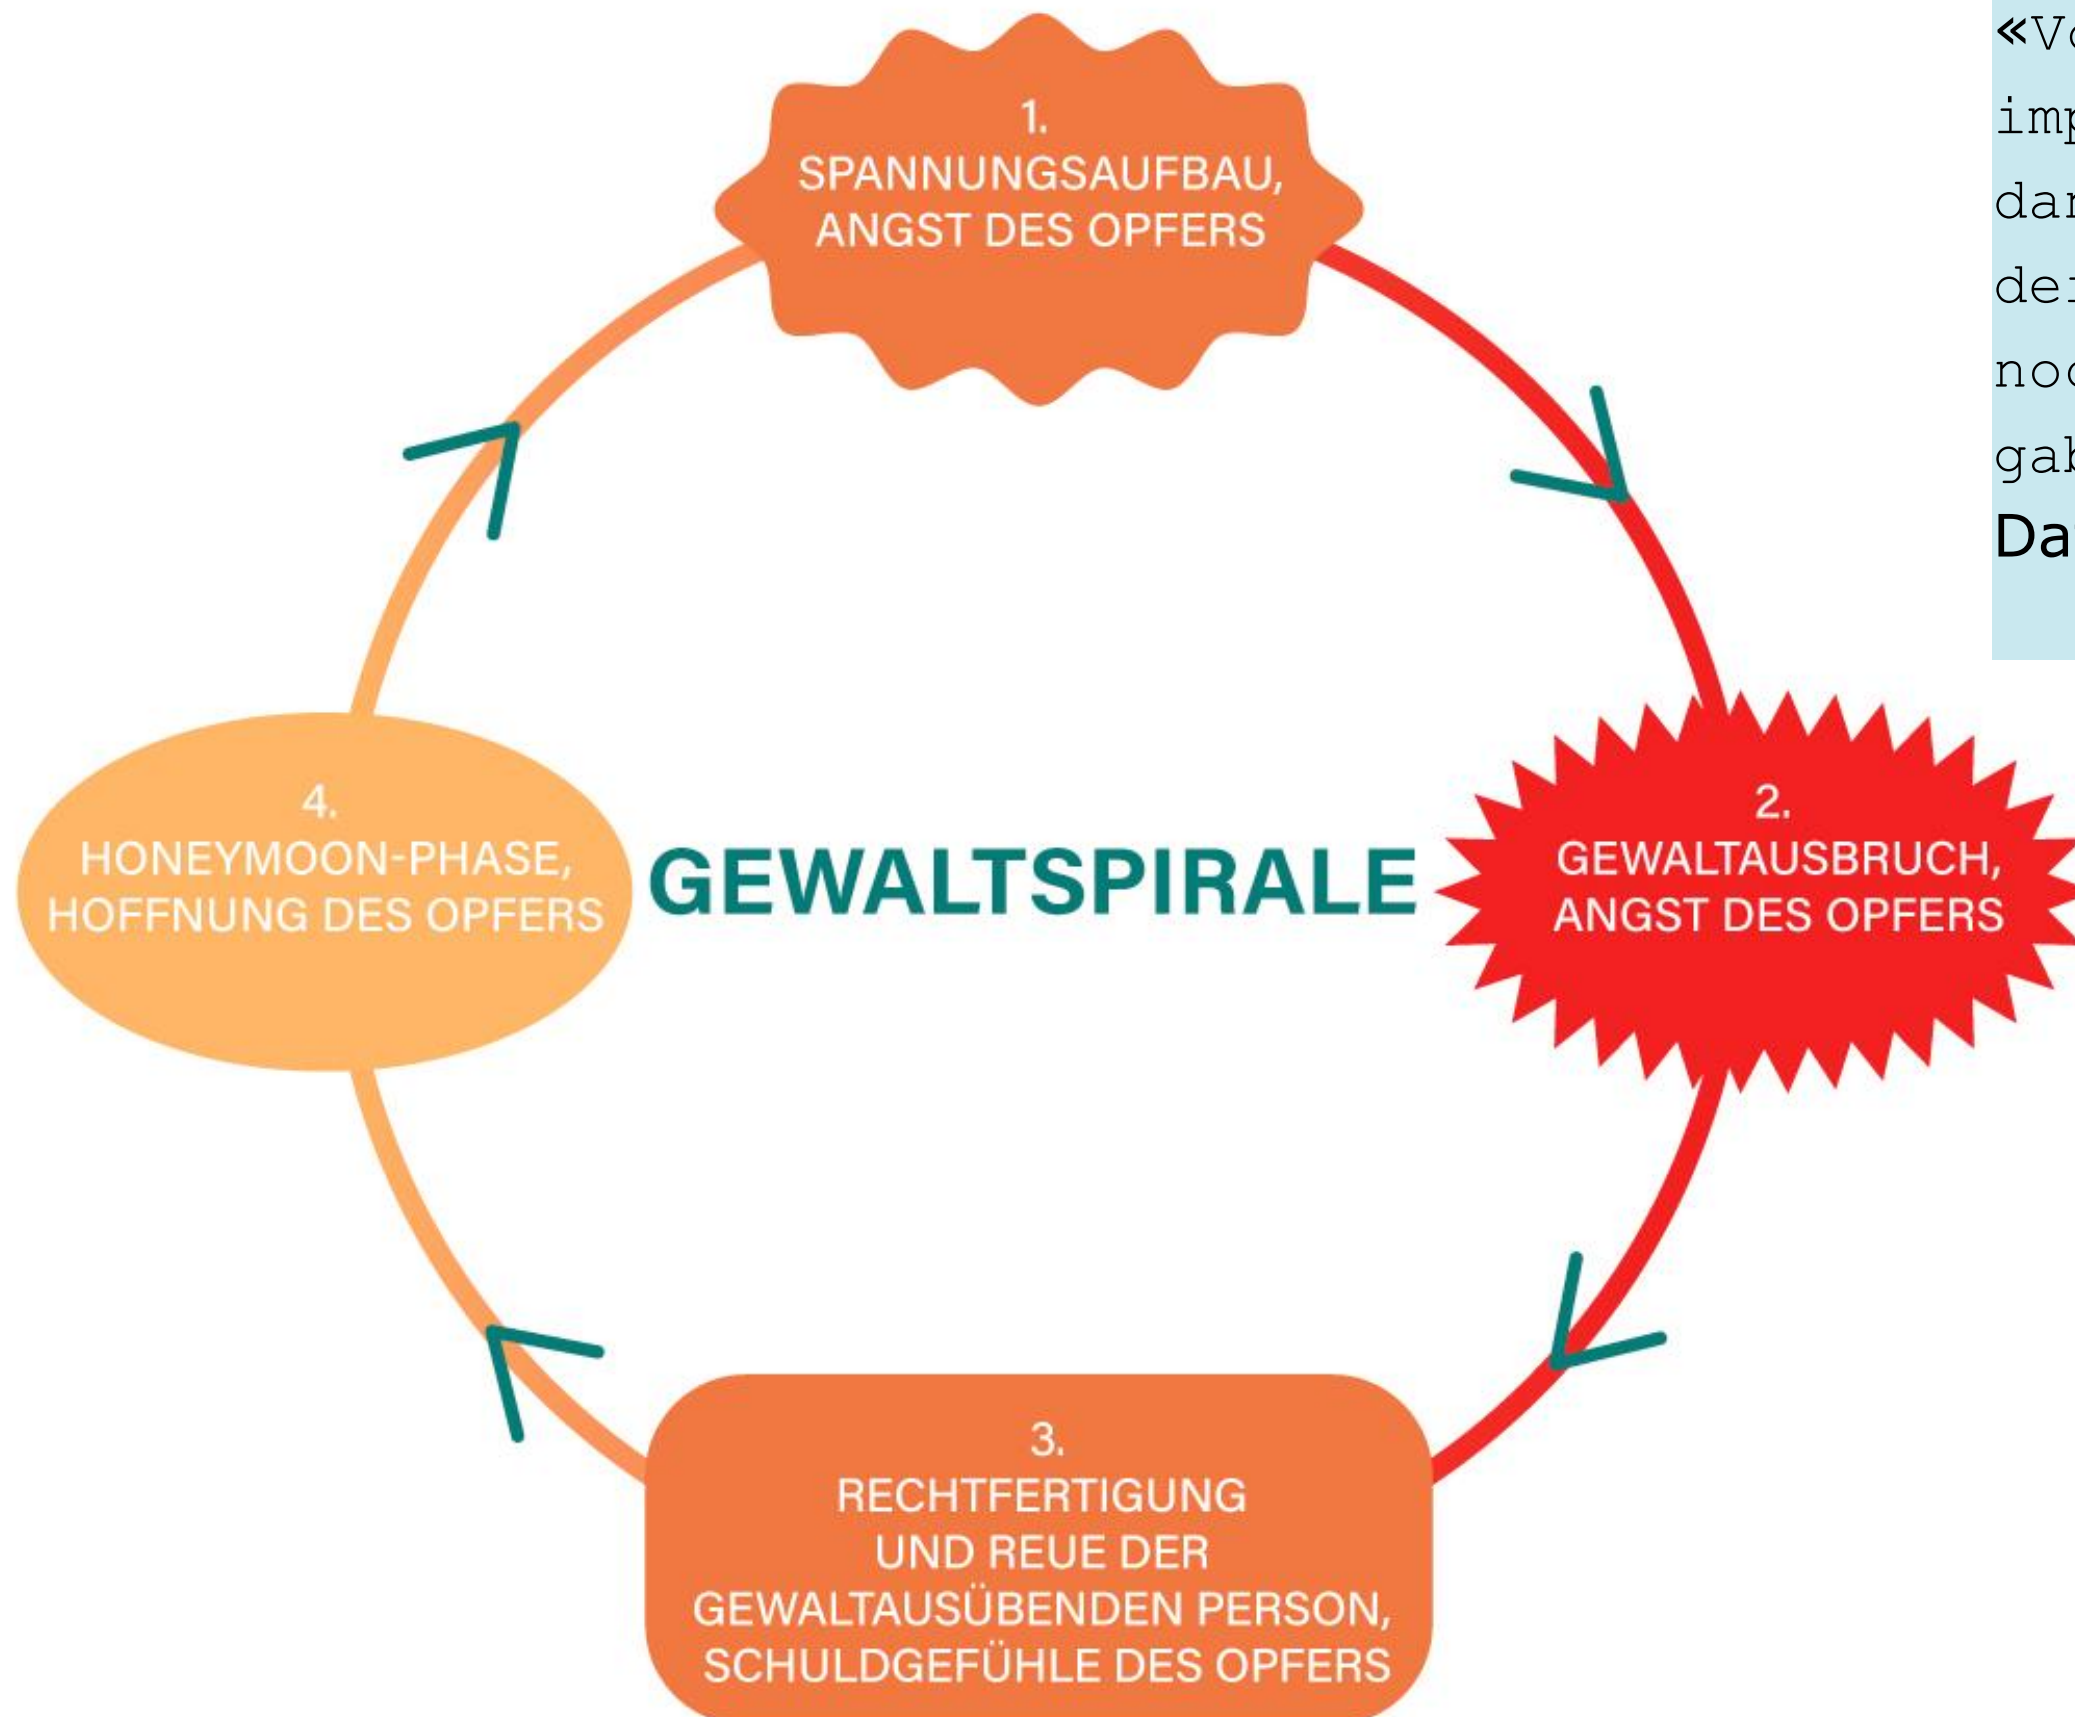 1.
SPANNUNGSAUFBAU,
ANGST DES OPFERS
2.
GEWALTAUSBRUCH,
ANGST DES OPFERS
3.
RECHTFERTIGUNG
UND REUE DER
GEWALTAUSÜBENDEN PERSON,
SCHULDGEFÜHLE DES OPFERS
4.
HONEYMOON-PHASE,
HOFFNUNG DES OPFERS
GEWALTSPIRALE